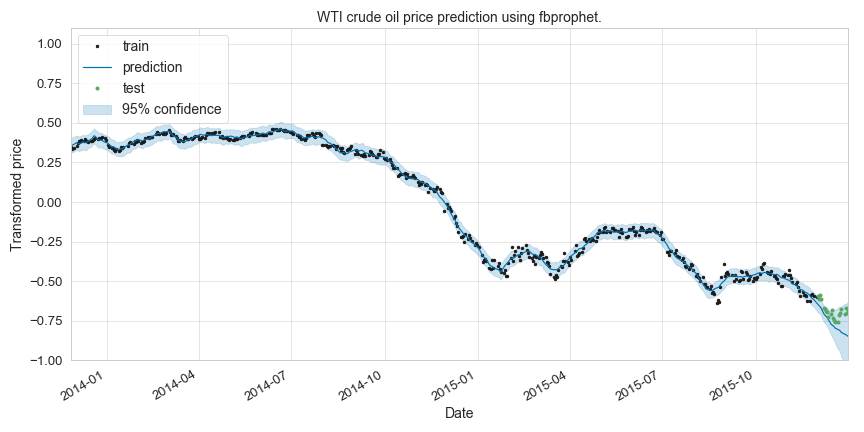 WTI crude oil price prediction using fbprophet.
train
prediction
test
95% confidence
Transformed price
1.00
0.75
0.50
0.25
0.00
−0.25
−0.50
−0.75
−1.00
2014-01
2014-04
2014-07
2014-10
2015-01
2015-04
2015-07
2015-10
Date